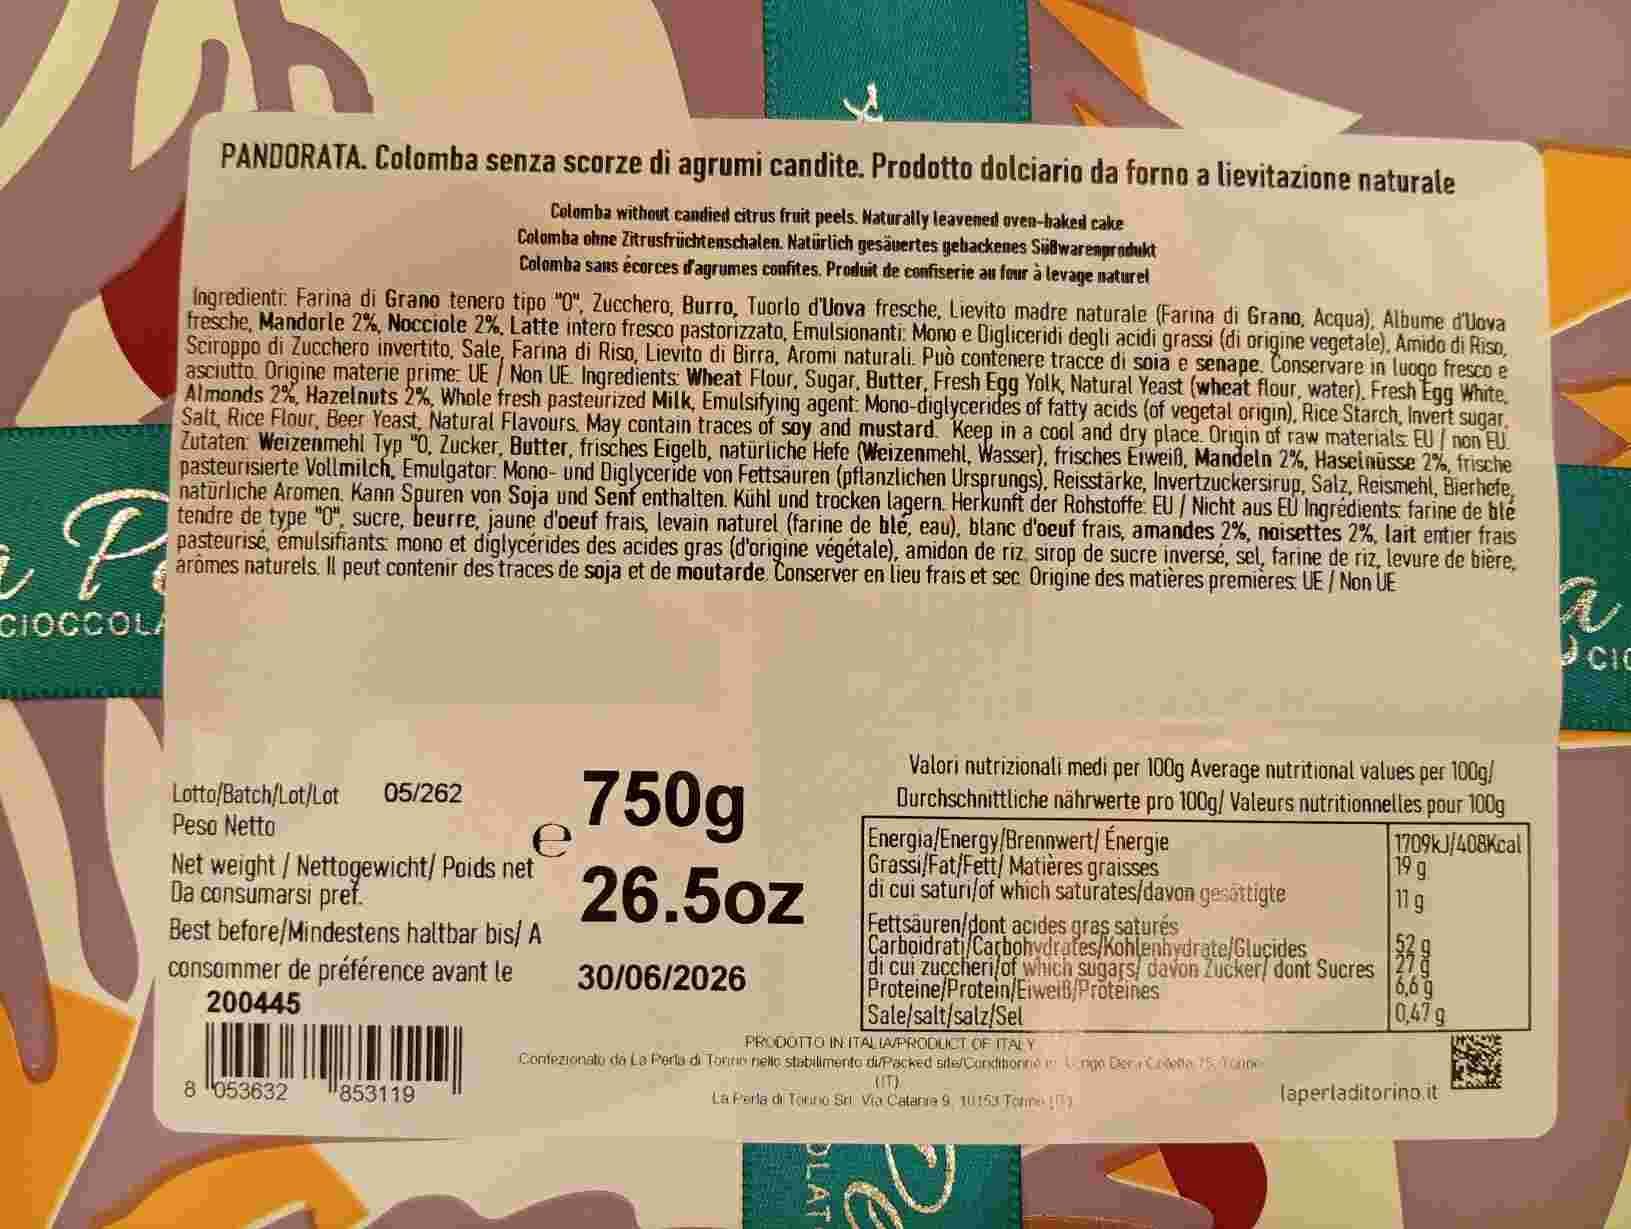 PANDORATA. Colomba senza scorze di agrumi candite. Prodotto dolciario da forno a lievitazione naturale
Colomba without candied citrus fruit peels. Naturally leavened oven-baked cake
Colomba ohne Zitrusfrüchtenschalen. Natürlich gesäuertes gebackenes Süßwarenprodukt
Colomba sans écorces d'agrumes confites. Produit de confiserie au four à levage naturel
Ingredienti: Farina di Grano tenero tipo "0", Zucchero, Burro, Tuorlo d'Uova fresche, Lievito madre naturale (Farina di Grano, Acqua), Albume d'Uova
fresche, Mandorle 2%, Nocciole 2%, Latte intero fresco pastorizzato, Emulsionanti: Mono e Digliceridi degli acidi grassi (di origine vegetale), Amido di Riso,
Sciroppo di Zucchero invertito, Sale, Farina di Riso, Lievito di Birra, Aromi naturali. Può contenere tracce di soia e senape. Conservare in luogo fresco e
asciutto. Origine materie prime: UE / Non UE. Ingredients: Wheat Flour, Sugar, Butter, Fresh Egg Yolk, Natural Yeast (wheat flour, water), Fresh Egg White,
Almonds 2%, Hazelnuts 2%, Whole fresh pasteurized Milk, Emulsifying agent: Mono-diglycerides of fatty acids (of vegetal origin), Rice Starch, Invert sugar,
Salt, Rice Flour, Beer Yeast, Natural Flavours. May contain traces of soy and mustard. Keep in a cool and dry place. Origin of raw materials: EU / non EU.
Zutaten: Weizenmehl Typ "0, Zucker, Butter, frisches Eigelb, natürliche Hefe (Weizenmehl, Wasser), frisches Eiweiß, Mandeln 2%, Haselnüsse 2%, frische
pasteurisierte Vollmilch, Emulgator: Mono- und Diglyceride von Fettsäuren (pflanzlichen Ursprungs), Reisstärke, Invertzuckersirup, Salz, Reismehl, Bierhefe,
natürliche Aromen. Kann Spuren von Soja und Senf enthalten. Kühl und trocken lagern. Herkunft der Rohstoffe: EU / Nicht aus EU Ingrédients: farine de blé
tendre de type "0", sucre, beurre, jaune d'oeuf frais, levain naturel (farine de blé, eau), blanc d'oeuf frais, amandes 2%, noisettes 2%, lait entier frais
pasteurisé, émulsifiants: mono et diglycérides des acides gras (d'origine végétale), amidon de riz, sirop de sucre inversé, sel, farine de riz, levure de bière,
arômes naturels. Il peut contenir des traces de soja et de moutarde. Conserver en lieu frais et sec. Origine des matières premières: UE / Non UE
CIOCCOLA
CIO
Lotto/Batch/Lot/Lot 05/262
Peso Netto
Net weight / Nettogewicht/ Poids net
e 750g
26.5oz
Da consumarsi pref.
Best before/Mindestens haltbar bis/ A
consommer de préférence avant le 30/06/2026
200445
8 053632 853119
Valori nutrizionali medi per 100g Average nutritional values per 100g/
Durchschnittliche nährwerte pro 100g/ Valeurs nutritionnelles pour 100g
Energia/Energy/Brennwert/ Énergie 1709kJ/408Kcal
Grassi/Fat/Fett/ Matières graisses 19 g
di cui saturi/of which saturates/davon gesättigte 11 g
Fettsäuren/dont acides gras saturés
Carboidrati/Carbohydrates/Kohlenhydrate/Glucides 52 g
di cui zuccheri/of which sugars/ davon Zucker/ dont Sucres 27 g
Proteine/Protein/Eiweiß/Protéines 6,6 g
Sale/salt/salz/Sel 0,47 g
PRODOTTO IN ITALIA/PRODUCT OF ITALY
Confezionato da La Perla di Torino nello stabilimento di/Packed site/Conditionné
(IT)
La Perla di Torino Srl. Via Catania 9, 10153 Torino (IT)
laperladitorino.it
OLAT